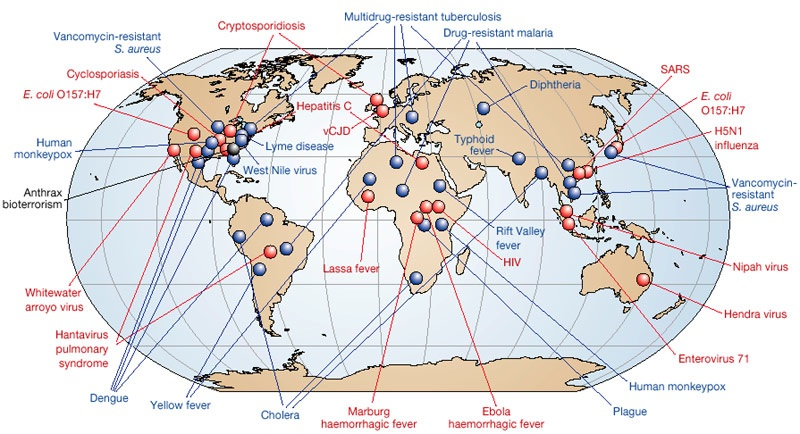 Multidrug-resistant tuberculosis
Cryptosporidiosis
Drug-resistant malaria
Vancomycin-resistant
S. aureus
SARS
Cyclosporiasis
Diphtheria
E. coli O157:H7
E. coli
O157:H7
Hepatitis C
vCJD
H5N1
influenza
Human
monkeypox
Lyme disease
Typhoid
fever
West Nile virus
Anthrax
bioterrorism
Vancomycin-
resistant
S. aureus
Rift Valley
fever
HIV
Lassa fever
Nipah virus
Whitewater
arroyo virus
Hendra virus
Hantavirus
pulmonary
syndrome
Enterovirus 71
Human monkeypox
Dengue
Yellow fever
Cholera
Marburg
haemorrhagic fever
Ebola
haemorrhagic fever
Plague